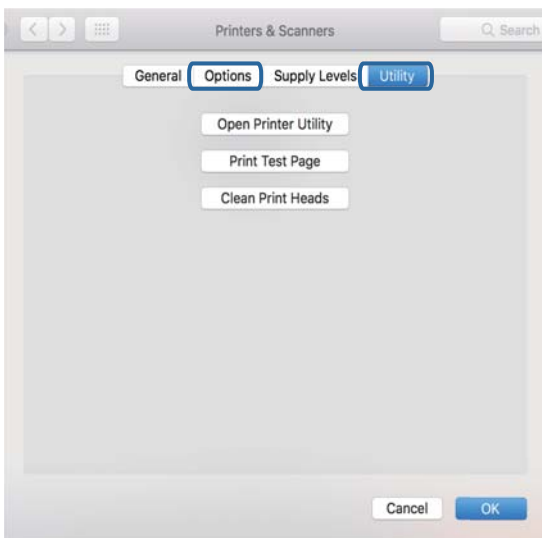 Printers & Scanners Search
General Options Supply Levels Utility
Open Printer Utility
Print Test Page
Clean Print Heads
Cancel OK